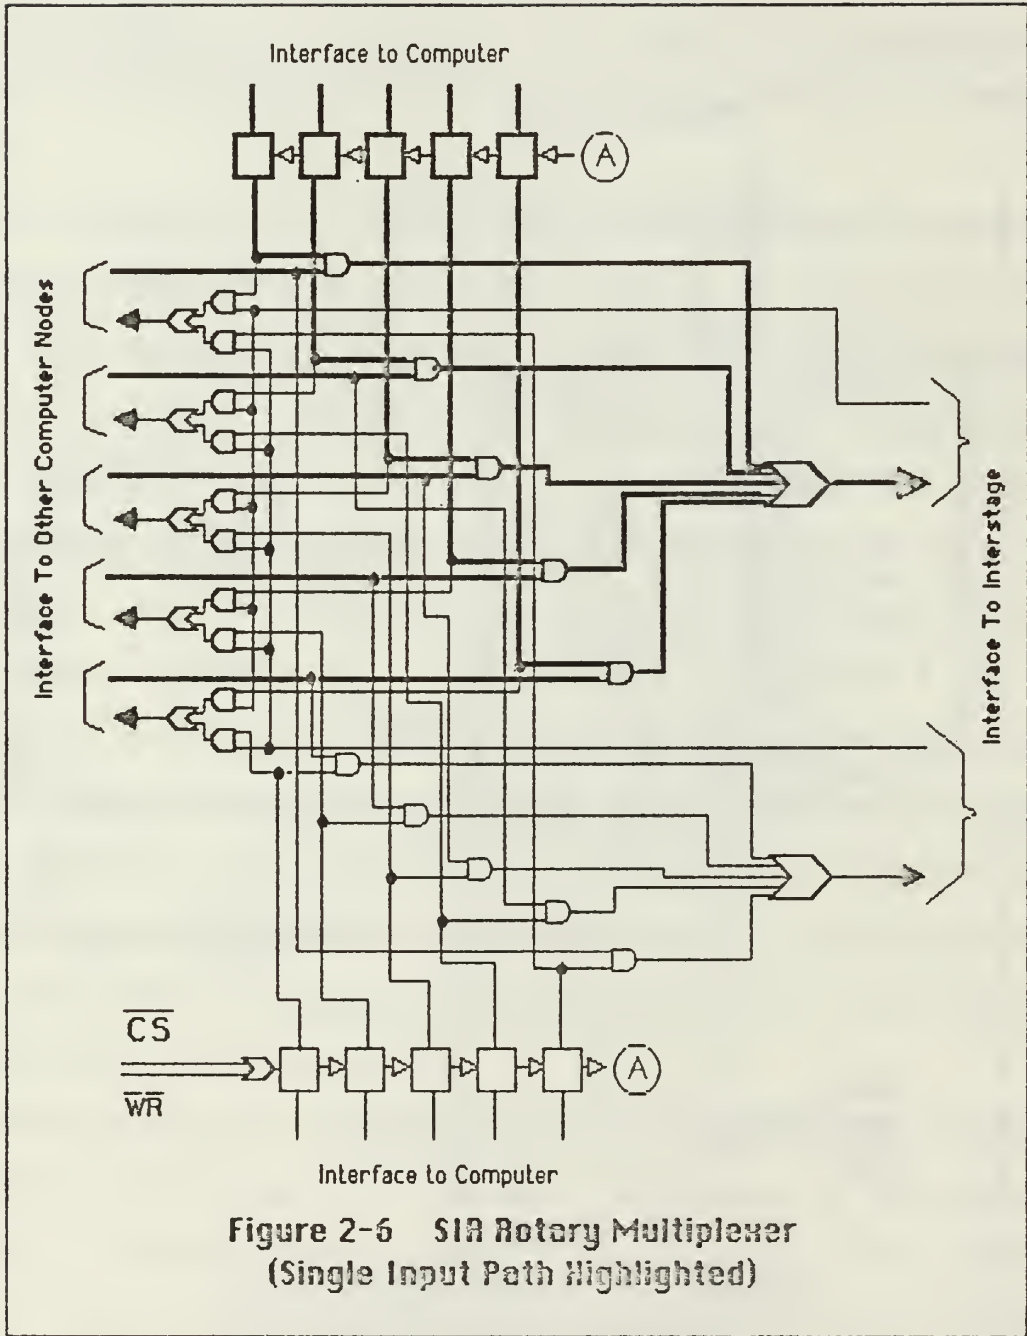 Interface to Computer
A
Interface To Other Computer Nodes
Interface To Interstage
CS
WR
A
Interface to Computer
Figure 2-6 SIR Rotary Multiplexer
(Single Input Path Highlighted)